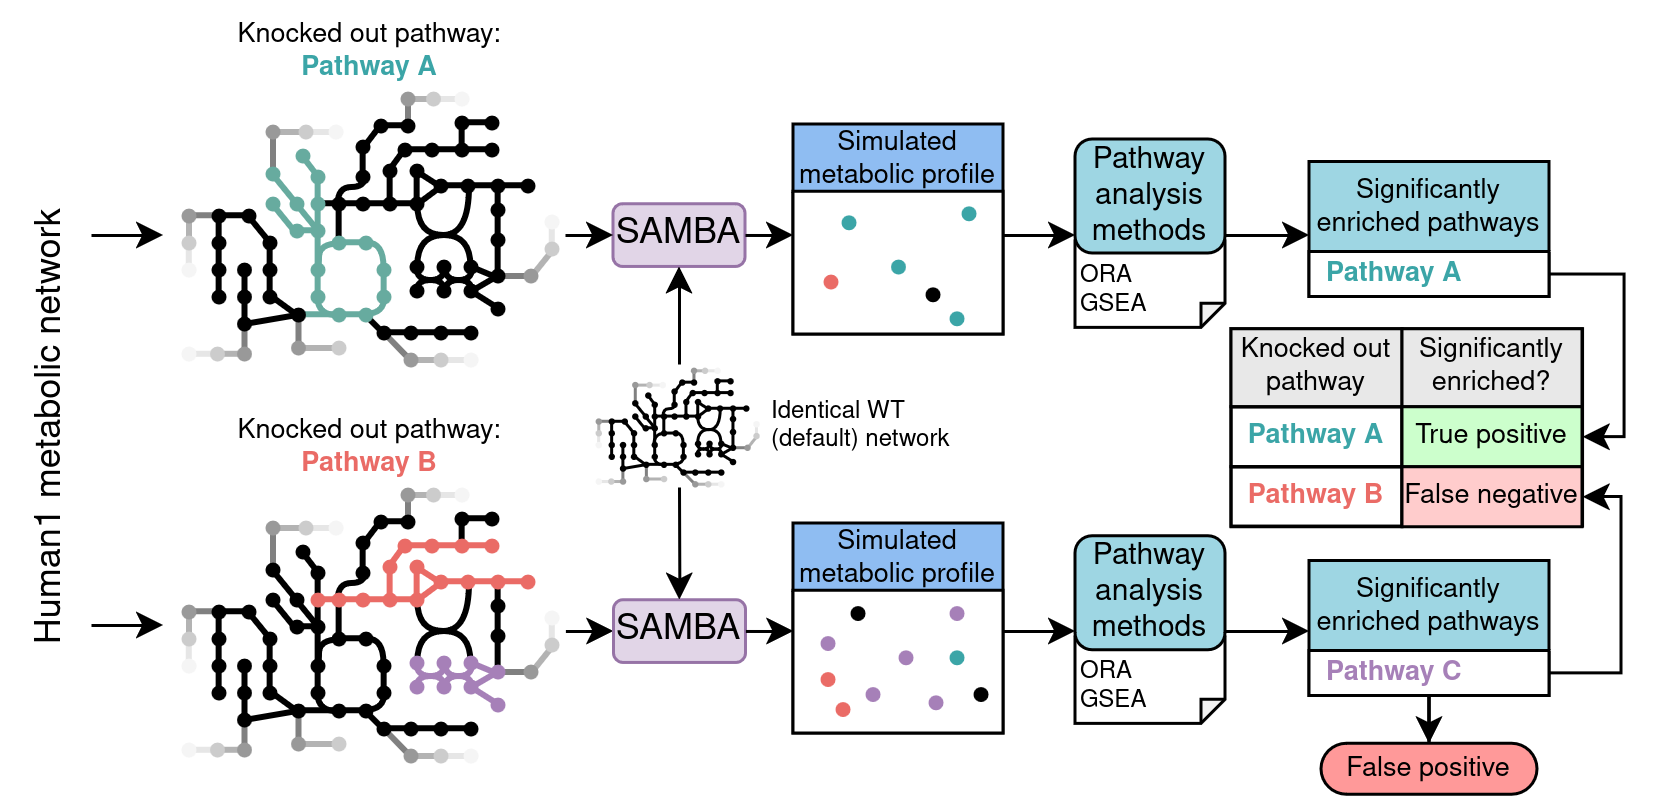 Human1 metabolic network
Knocked out pathway:
Pathway A
SAMBA
Simulated
metabolic profile
Pathway
analysis
methods
ORA
GSEA
Significantly
enriched pathways
Pathway A
Identical WT
(default) network
Knocked out
pathway
Significantly
enriched?
Pathway A
True positive
Pathway B
False negative
Knocked out pathway:
Pathway B
SAMBA
Simulated
metabolic profile
Pathway
analysis
methods
ORA
GSEA
Significantly
enriched pathways
Pathway C
False positive